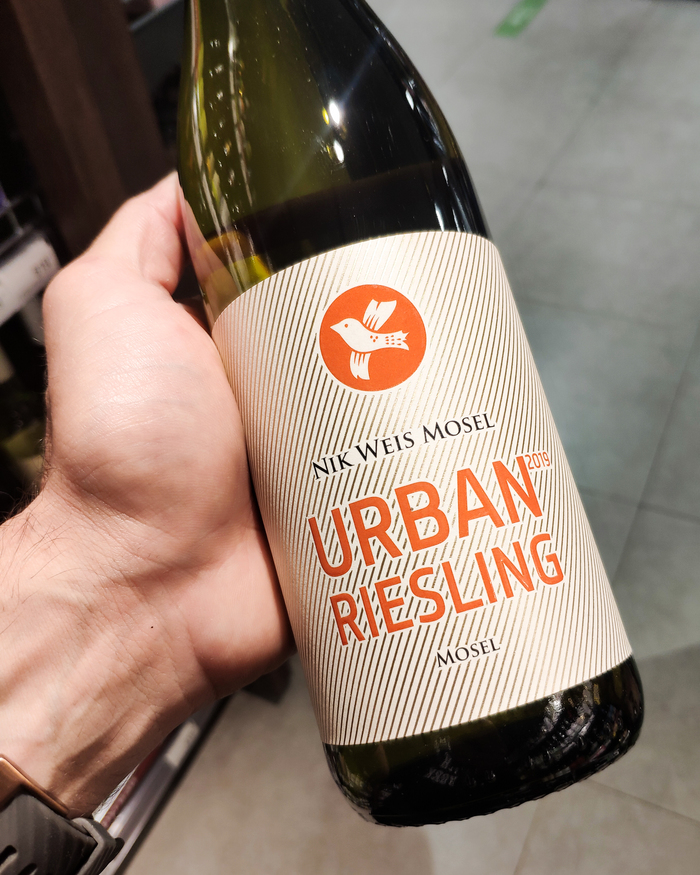 NIK WEIS MOSEL
URBAN 2019
RIESLING
MOSEL